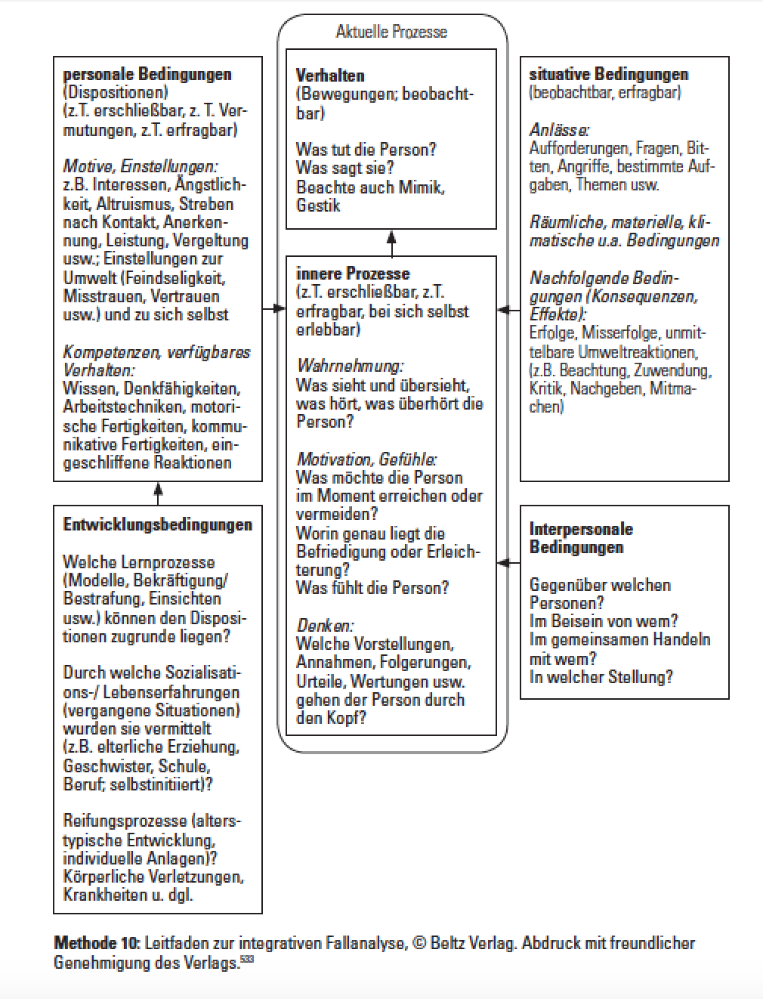 Aktuelle Prozesse
personale Bedingungen
(Dispositionen)
(z.T. erschließbar, z. T. Ver-
mutungen, z.T. erfragbar)
Motive, Einstellungen:
z.B. Interessen, Ängstlich-
keit, Altruismus, Streben
nach Kontakt, Anerken-
nung, Leistung, Vergeltung
usw.; Einstellungen zur
Umwelt (Feindseligkeit,
Misstrauen, Vertrauen
usw.) und zu sich selbst
Kompetenzen, verfügbares
Verhalten:
Wissen, Denkfähigkeiten,
Arbeitstechniken, motori-
sche Fertigkeiten, kommu-
nikative Fertigkeiten, ein-
geschliffene Reaktionen
Entwicklungsbedingungen
Welche Lernprozesse
(Modelle, Bekräftigung/
Bestrafung, Einsichten
usw.) können den Disposi-
tionen zugrunde liegen?
Durch welche Sozialisati-
ons-/ Lebenserfahrungen
(vergangene Situationen)
wurden sie vermittelt
(z.B. elterliche Erziehung,
Geschwister, Schule,
Beruf; selbstinitiiert)?
Reifungsprozesse (alters-
typische Entwicklung,
individuelle Anlagen)?
Körperliche Verletzungen,
Krankheiten u. dgl.
Verhalten
(Bewegungen; beobacht-
bar)
Was tut die Person?
Was sagt sie?
Beachte auch Mimik,
Gestik
innere Prozesse
(z.T. erschließbar, z.T.
erfragbar, bei sich selbst
erlebbar)
Wahrnehmung:
Was sieht und übersieht,
was hört, was überhört die
Person?
Motivation, Gefühle:
Was möchte die Person
im Moment erreichen oder
vermeiden?
Worin genau liegt die
Befriedigung oder Erleich-
terung?
Was fühlt die Person?
Denken:
Welche Vorstellungen,
Annahmen, Folgerungen,
Urteile, Wertungen usw.
gehen der Person durch
den Kopf?
situative Bedingungen
(beobachtbar, erfragbar)
Anlässe:
Aufforderungen, Fragen, Bit-
ten, Angriffe, bestimmte Auf-
gaben, Themen usw.
Räumliche, materielle, kli-
matische u.a. Bedingungen
Nachfolgende Bedin-
gungen (Konsequenzen,
Effekte):
Erfolge, Misserfolge, unmit-
telbare Umweltreaktionen,
(z.B. Beachtung, Zuwendung,
Kritik, Nachgeben, Mitma-
chen)
Interpersonale
Bedingungen
Gegenüber welchen
Personen?
Im Beisein von wem?
Im gemeinsamen Handeln
mit wem?
In welcher Stellung?
Methode 10: Leitfaden zur integrativen Fallanalyse, © Beltz Verlag. Abdruck mit freundlicher
Genehmigung des Verlags.533